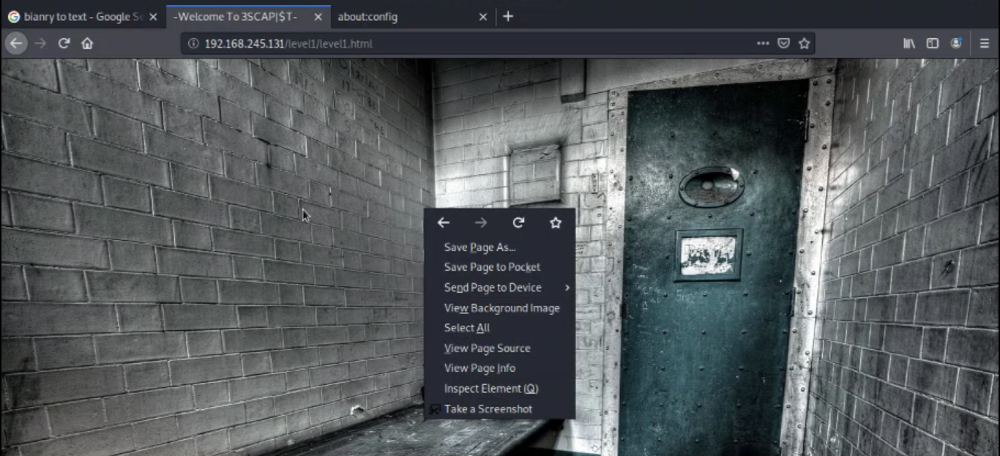 bianry to text - Google S
-Welcome To 3SCAP|$T-
about:config
192.168.245.131/level1/level1.html
Save Page As...
Save Page to Pocket
Send Page to Device
View Background Image
Select All
View Page Source
View Page Info
Inspect Element (Q)
Take a Screenshot